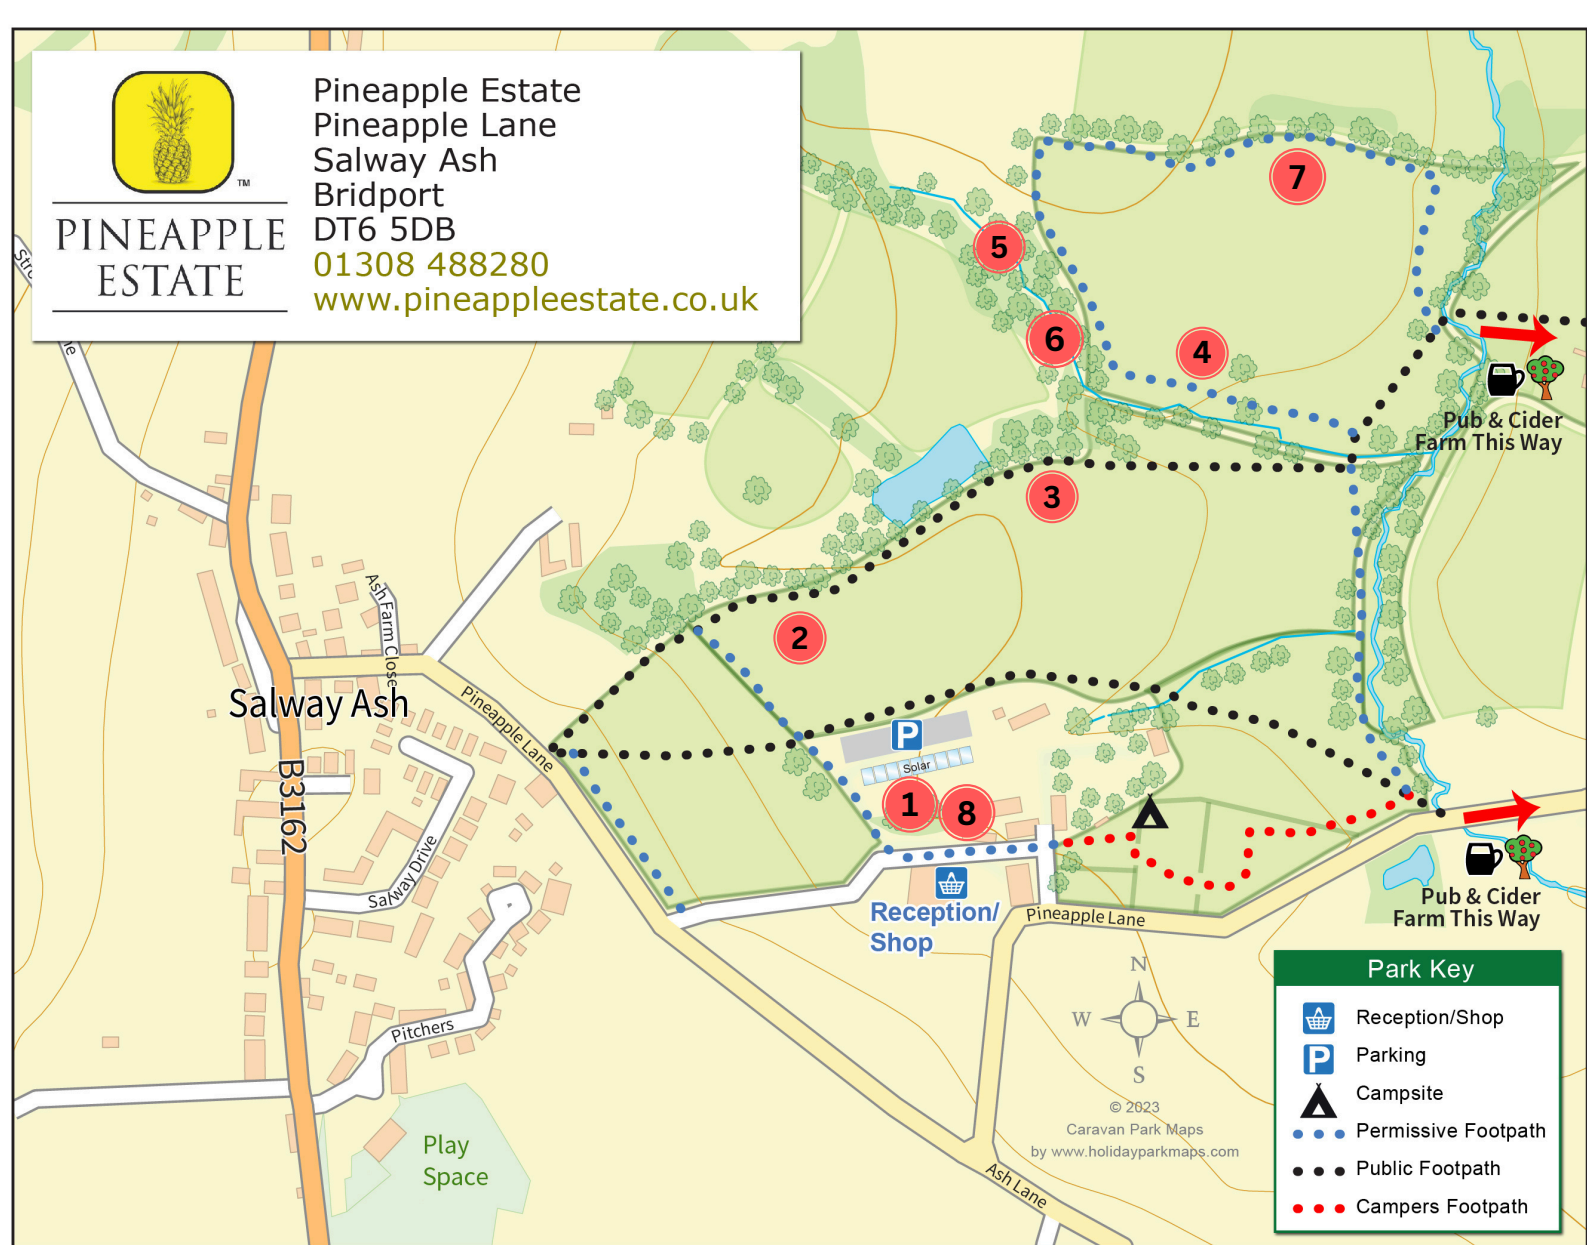 Pineapple Estate
Pineapple Lane
Salway Ash
Bridport
DT6 5DB
01308 488280
www.pineappleestate.co.uk
TM
PINEAPPLE
ESTATE
7
5
6
4
Pub & Cider
Farm This Way
3
2
Ash Farm Close
Salway Ash
Pineapple Lane
P
Solar
1
8
B3162
Salway Drive
Reception/
Shop
Pineapple Lane
Pub & Cider
Farm This Way
Pitchers
Play
Space
N
W
E
S
© 2023
Caravan Park Maps
by www.holidayparkmaps.com
Ash Lane
Park Key
Reception/Shop
P
Parking
Campsite
Permissive Footpath
Public Footpath
Campers Footpath